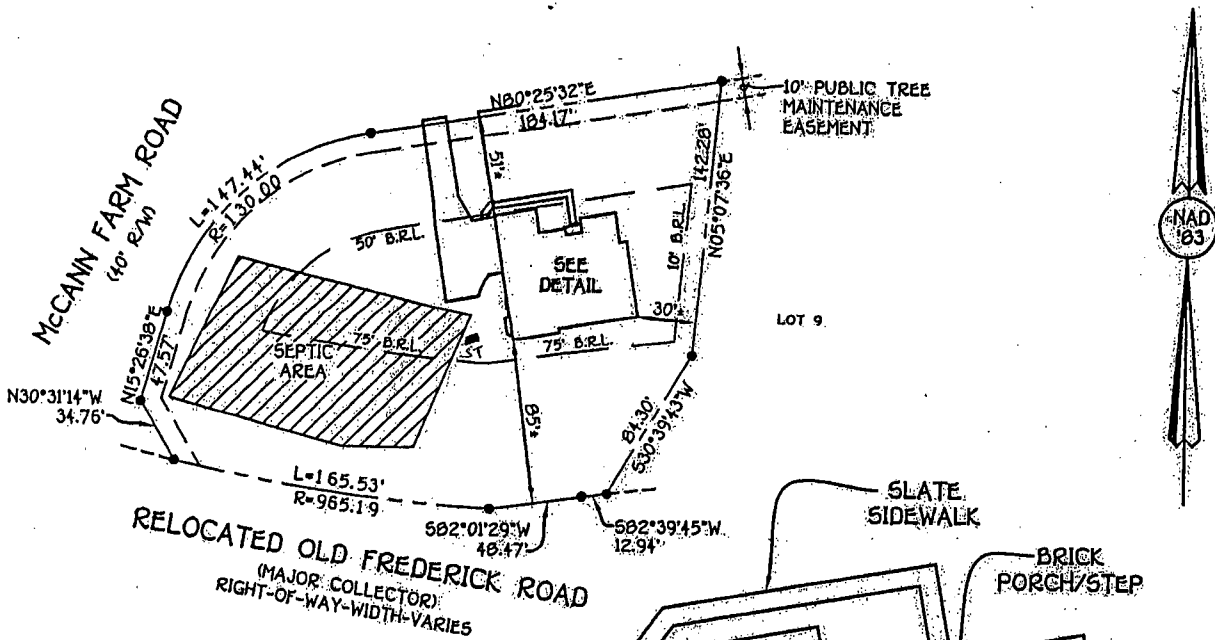 N80°25'32"E
184.17'
10' PUBLIC TREE
MAINTENANCE
EASEMENT
McCANN FARM ROAD
(40' R/W)
L=147.44'
R=130.00
51'±
142.28'
N05°07'36"E
NAD
'83
50' B.R.L.
10' B.R.L.
SEE
DETAIL
30'±
LOT 9
N15°26'38"E
47.57'
SEPTIC
AREA
75' B.R.L.
ST
75' B.R.L.
N30°31'14"W
34.76'
85'±
84.30'
S30°39'43"W
L=165.53'
R=965.19
S82°01'29"W
48.47'
S82°39'45"W
12.94'
RELOCATED OLD FREDERICK ROAD
(MAJOR COLLECTOR)
RIGHT-OF-WAY-WIDTH-VARIES
SLATE
SIDEWALK
BRICK
PORCH/STEP